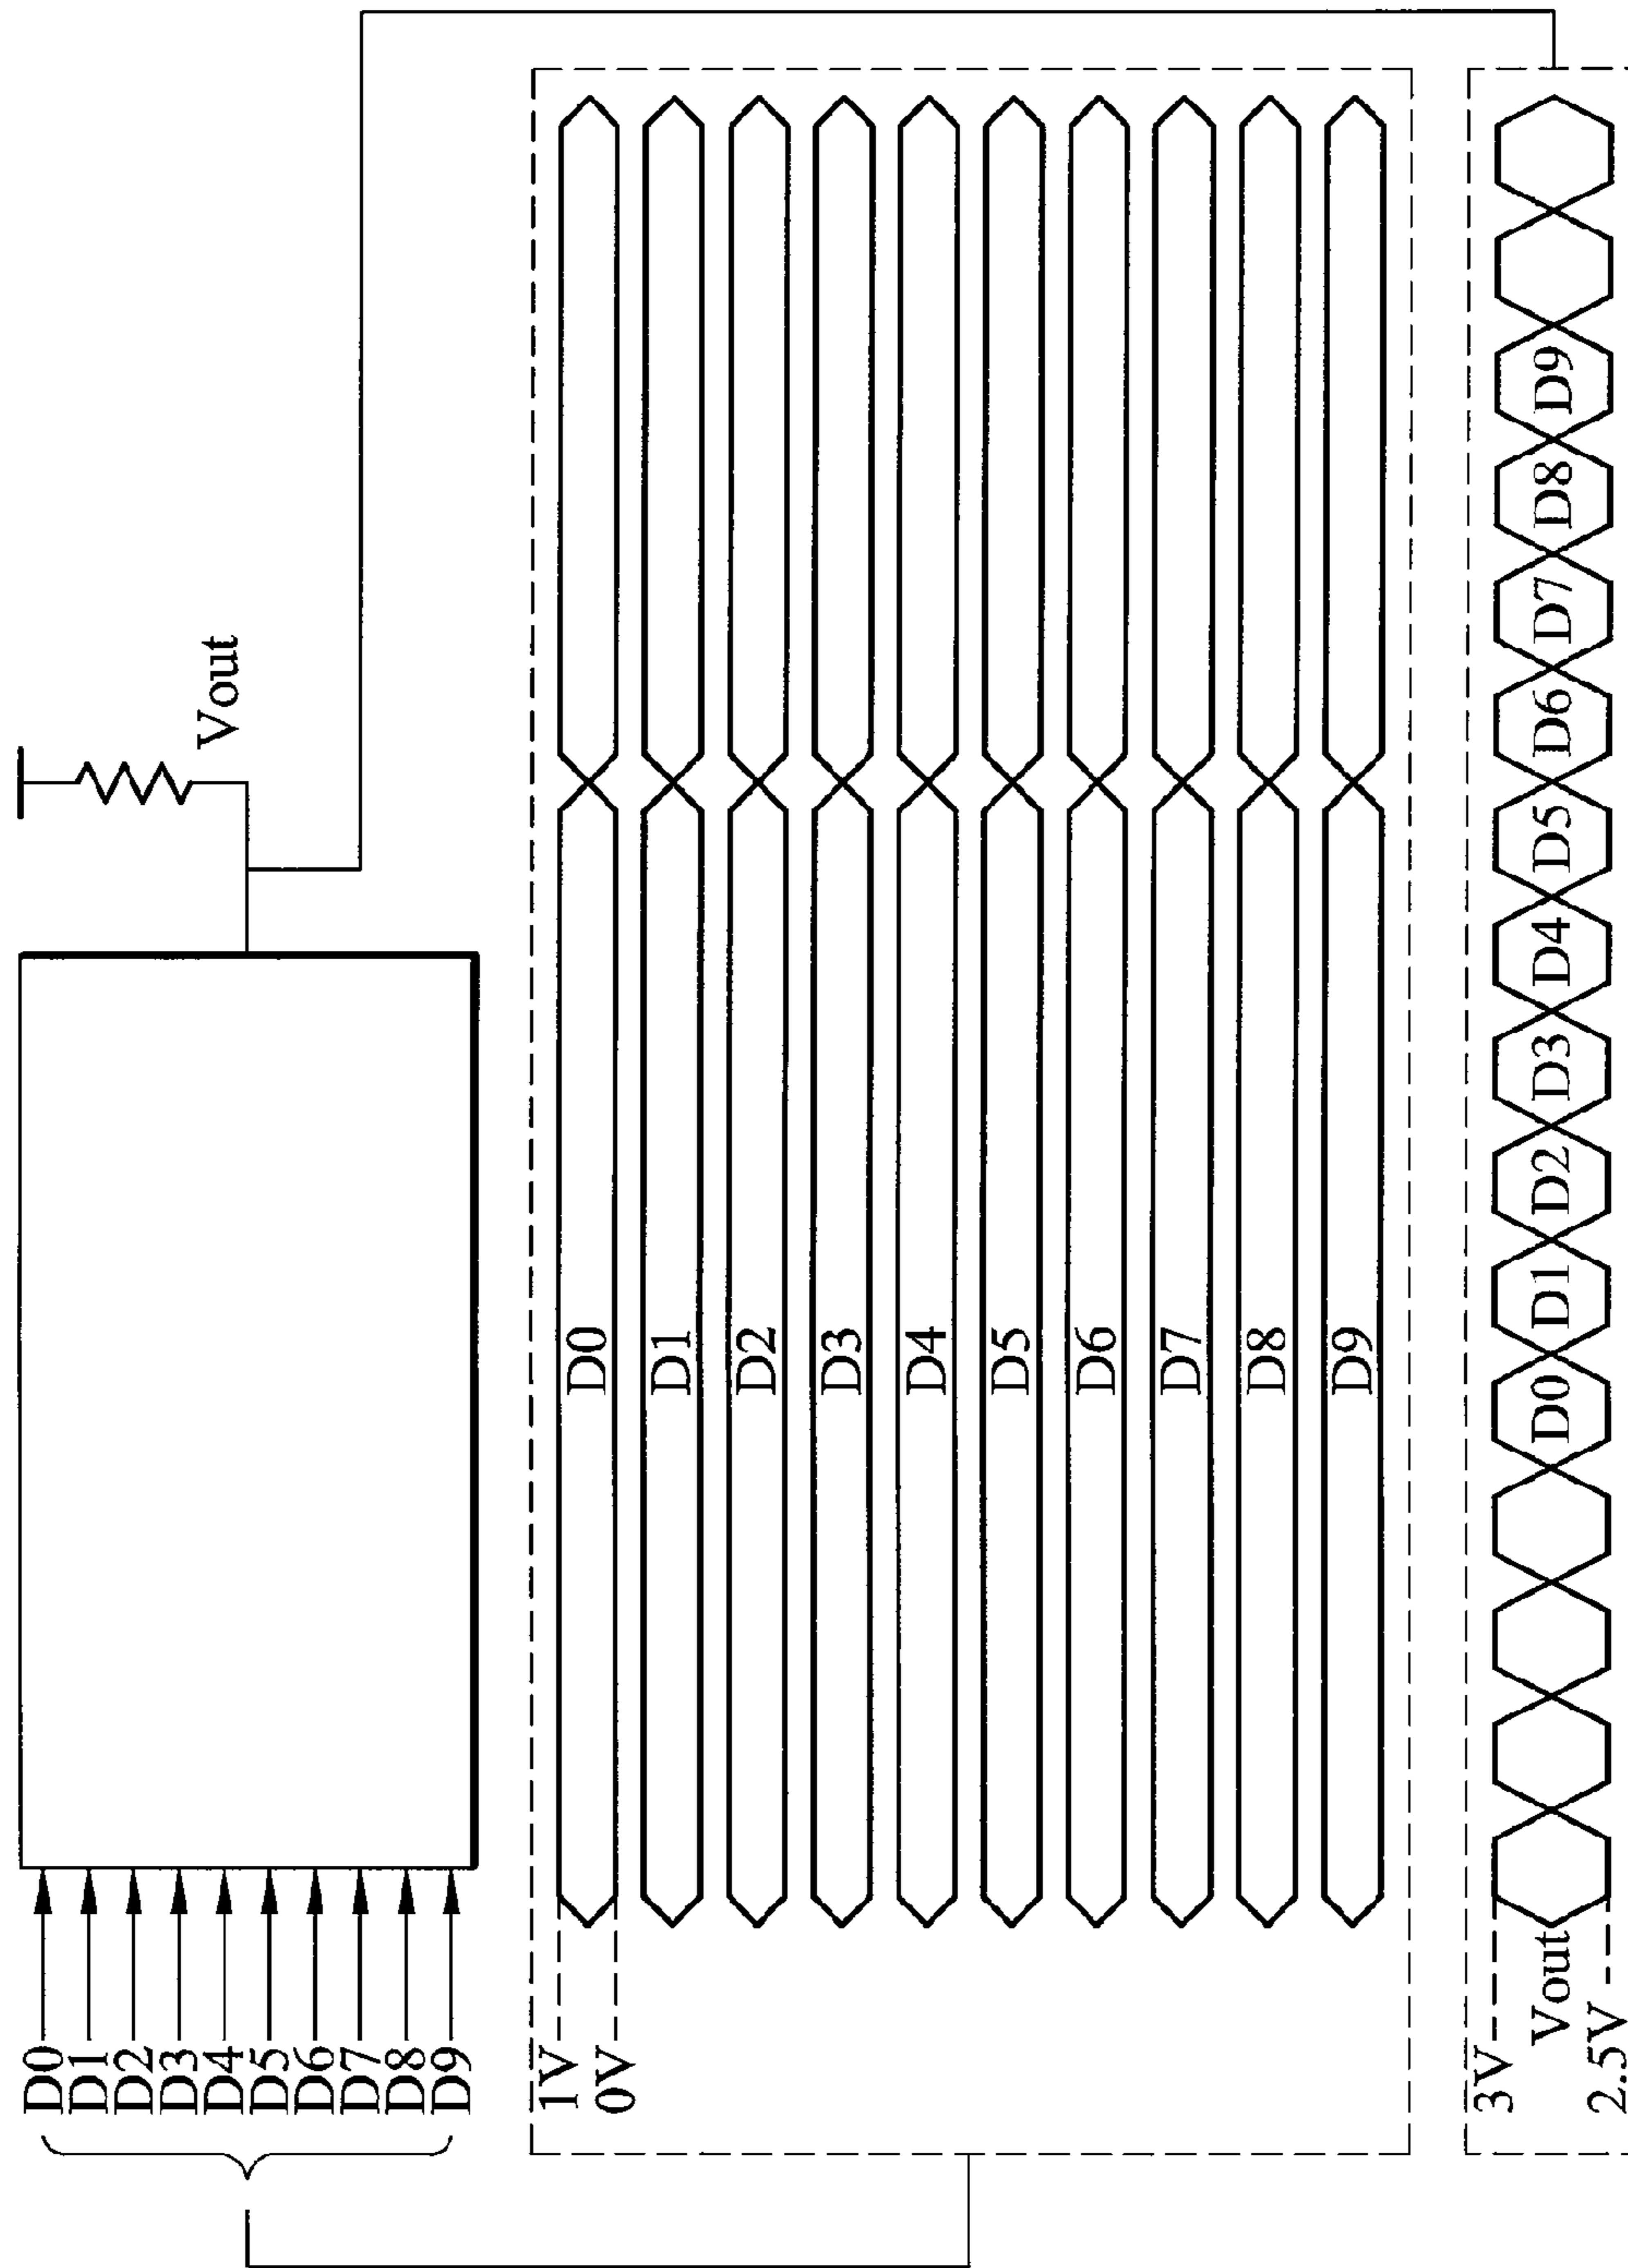 D0
D1
D2
D3
D4
D5
D6
D7
D8
D9
Vout
1V
0V
D0
D1
D2
D3
D4
D5
D6
D7
D8
D9
3V
Vout
2.5V
D0 D1 D2 D3 D4 D5 D6 D7 D8 D9